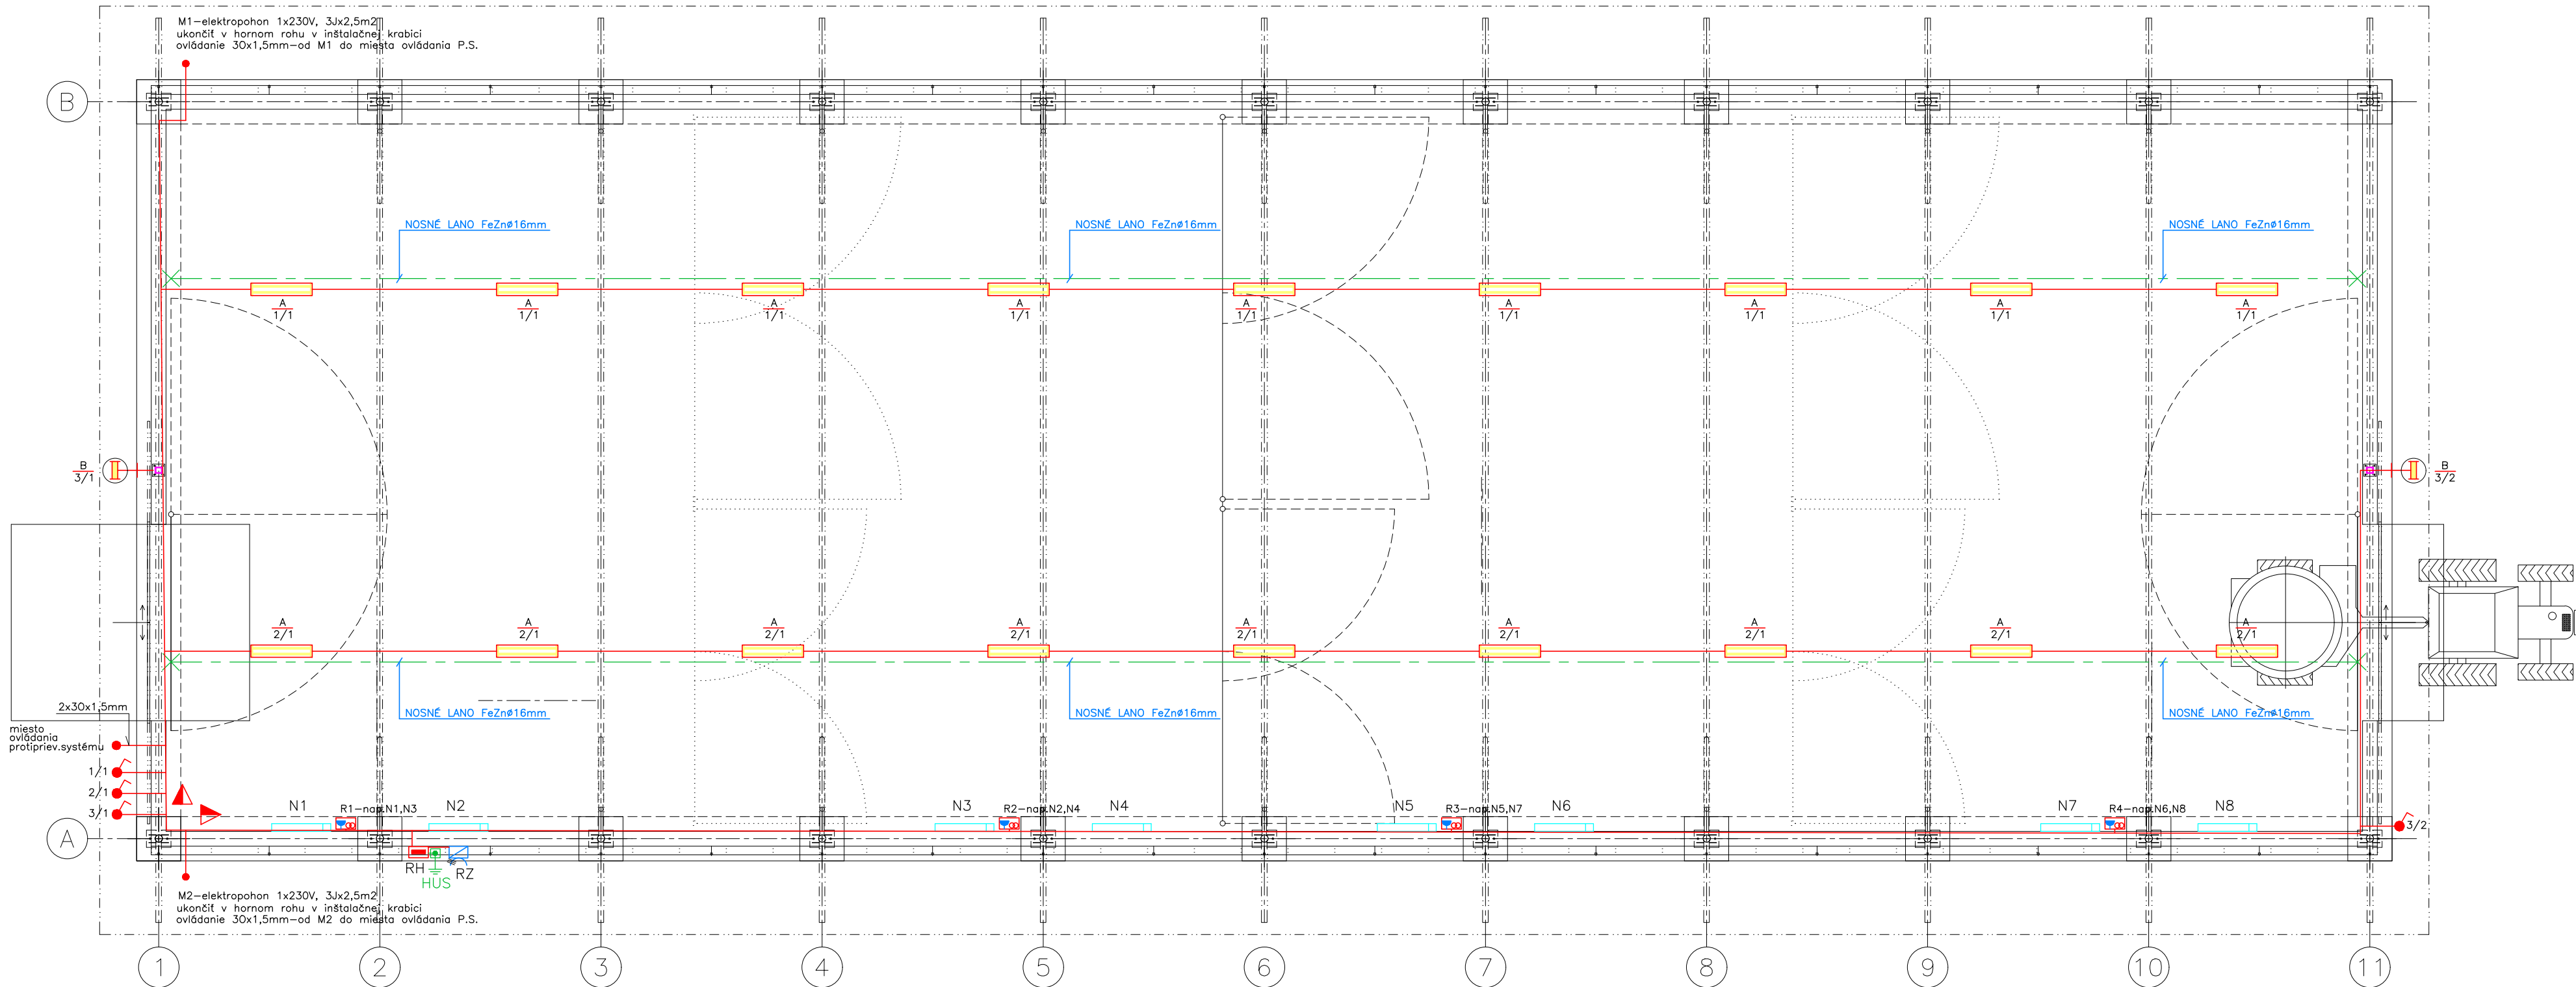 M1-elektropohon 1x230V, 3Jx2,5m2
ukončiť v hornom rohu v inštalačnej krabici
ovládanie 30x1,5mm-od M1 do miesta ovládania P.S.
B
NOSNÉ LANO FeZnø16mm
NOSNÉ LANO FeZnø16mm
NOSNÉ LANO FeZnø16mm
A
1/1
A
1/1
A
1/1
A
1/1
A
1/1
A
1/1
A
1/1
A
1/1
A
1/1
B
3/1
B
3/2
A
2/1
A
2/1
A
2/1
A
2/1
A
2/1
A
2/1
A
2/1
A
2/1
A
2/1
NOSNÉ LANO FeZnø16mm
NOSNÉ LANO FeZnø16mm
NOSNÉ LANO FeZnø16mm
2x30x1,5mm
miesto
ovládania
protipriev.systému
1/1
2/1
3/1
N1
R1-nap.N1,N3
N2
N3
R2-nap.N2,N4
N4
N5
R3-nap.N5,N7
N6
N7
R4-nap.N6,N8
N8
3/2
A
RH
HUS
RZ
M2-elektropohon 1x230V, 3Jx2,5m2
ukončiť v hornom rohu v inštalačnej krabici
ovládanie 30x1,5mm-od M2 do miesta ovládania P.S.
1
2
3
4
5
6
7
8
9
10
11